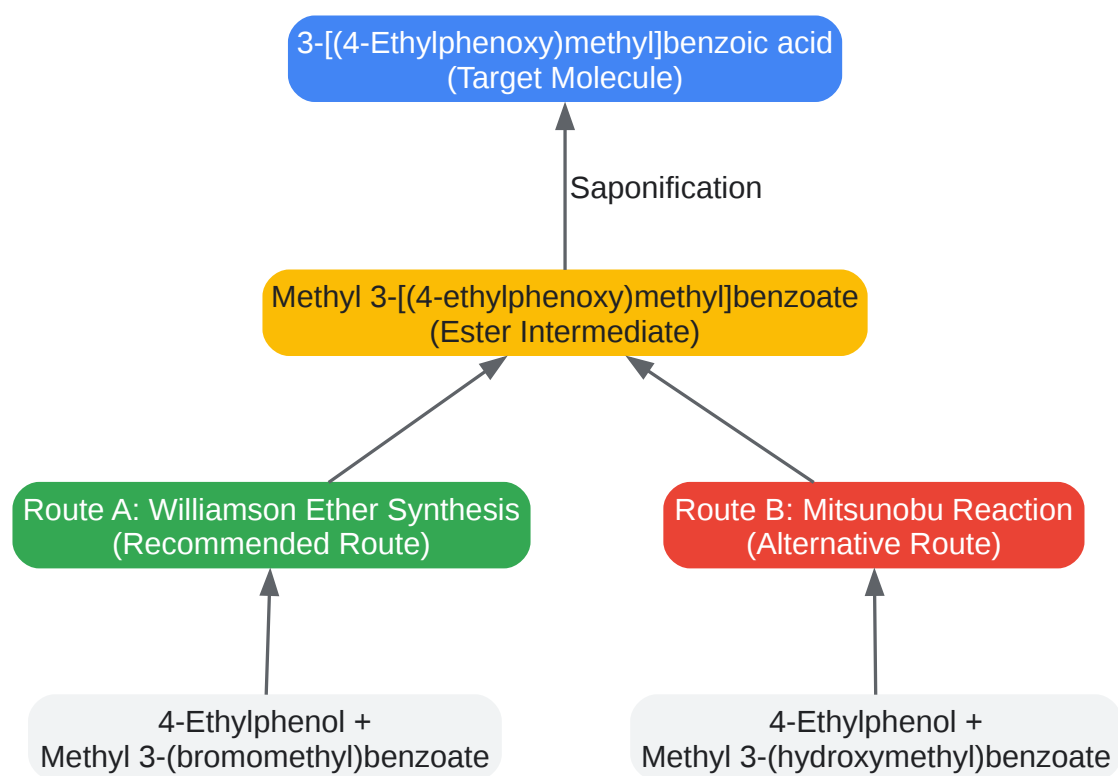 3-[(4-Ethylphenoxy)methyl]benzoic acid
(Target Molecule)
Saponification
Methyl 3-[(4-ethylphenoxy)methyl]benzoate
(Ester Intermediate)
Route A: Williamson Ether Synthesis
(Recommended Route)
Route B: Mitsunobu Reaction
(Alternative Route)
4-Ethylphenol +
Methyl 3-(bromomethyl)benzoate
4-Ethylphenol +
Methyl 3-(hydroxymethyl)benzoate